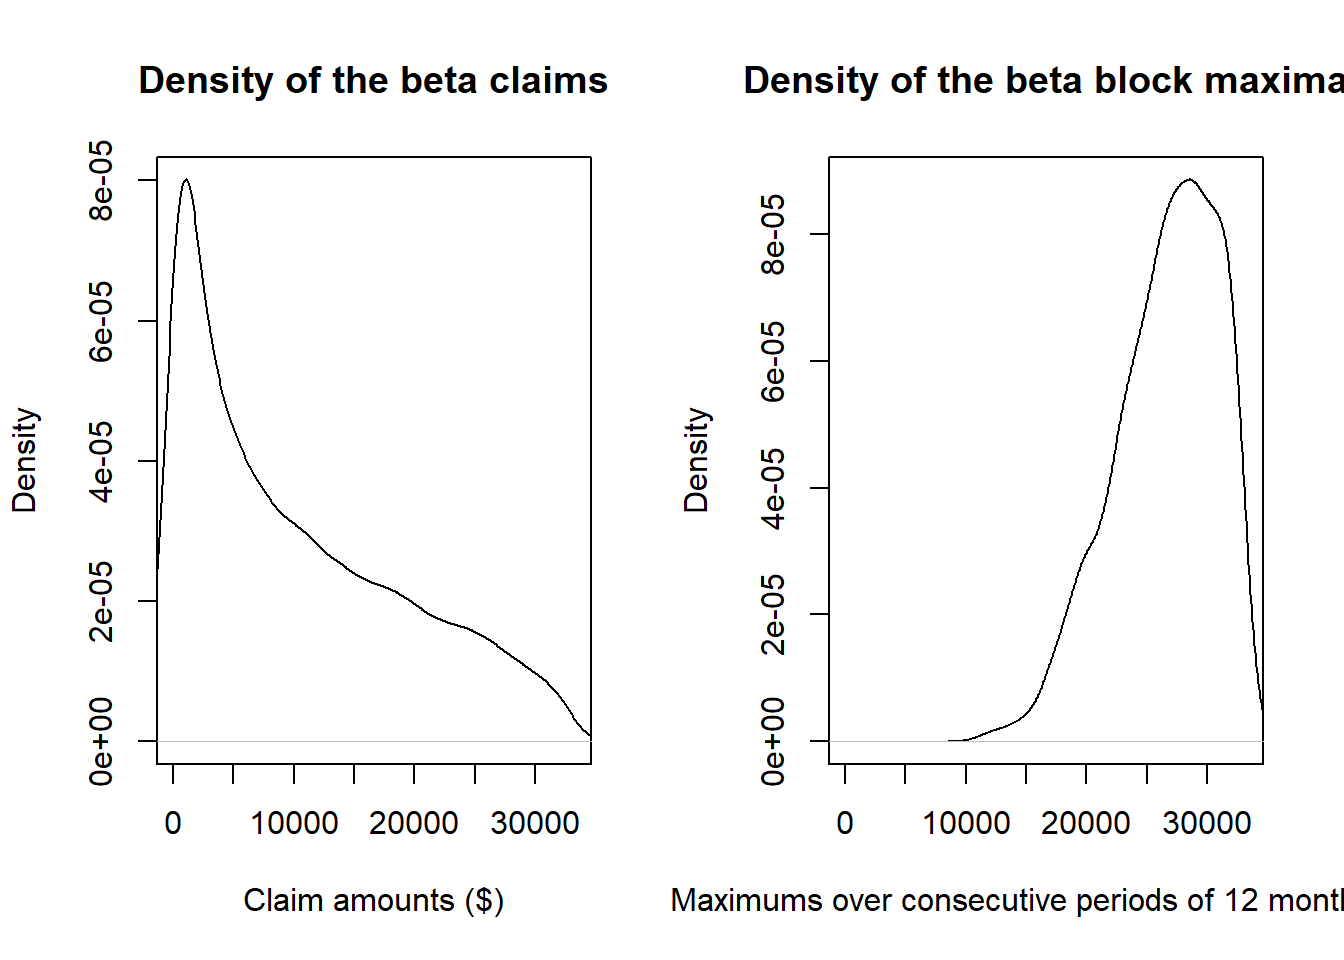 Density of the beta claims
Density
0e+00 2e-05 4e-05 6e-05 8e-05
0 10000 20000 30000
Claim amounts ($)
Density of the beta block maxima
Density
0e+00 2e-05 4e-05 6e-05 8e-05
0 10000 20000 30000
Maximums over consecutive periods of 12 month